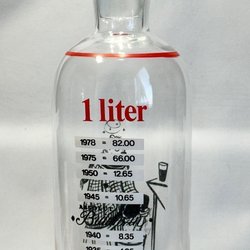 1 liter
1978 = 82.00
1975 = 66.00
1950 = 12.65
1945 = 10.65
1940 = 8.35